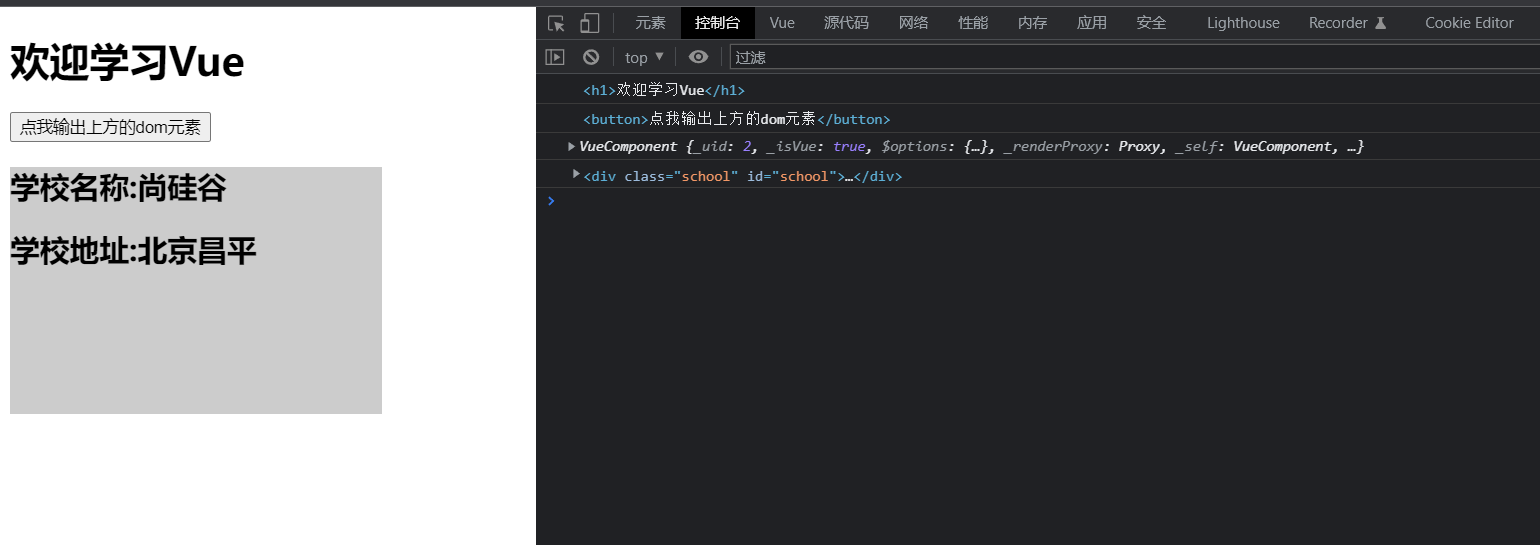 欢迎学习Vue
点我输出上方的dom元素
学校名称:尚硅谷
学校地址:北京昌平
元素 控制台 Vue 源代码 网络 性能 内存 应用 安全 Lighthouse Recorder Cookie Editor
top ▼ 过滤
<h1>欢迎学习Vue</h1>
<button>点我输出上方的dom元素</button>
▶VueComponent {_uid: 2, _isVue: true, $options: {…}, _renderProxy: Proxy, _self: VueComponent, …}
▶<div class="school" id="school">…</div>
>